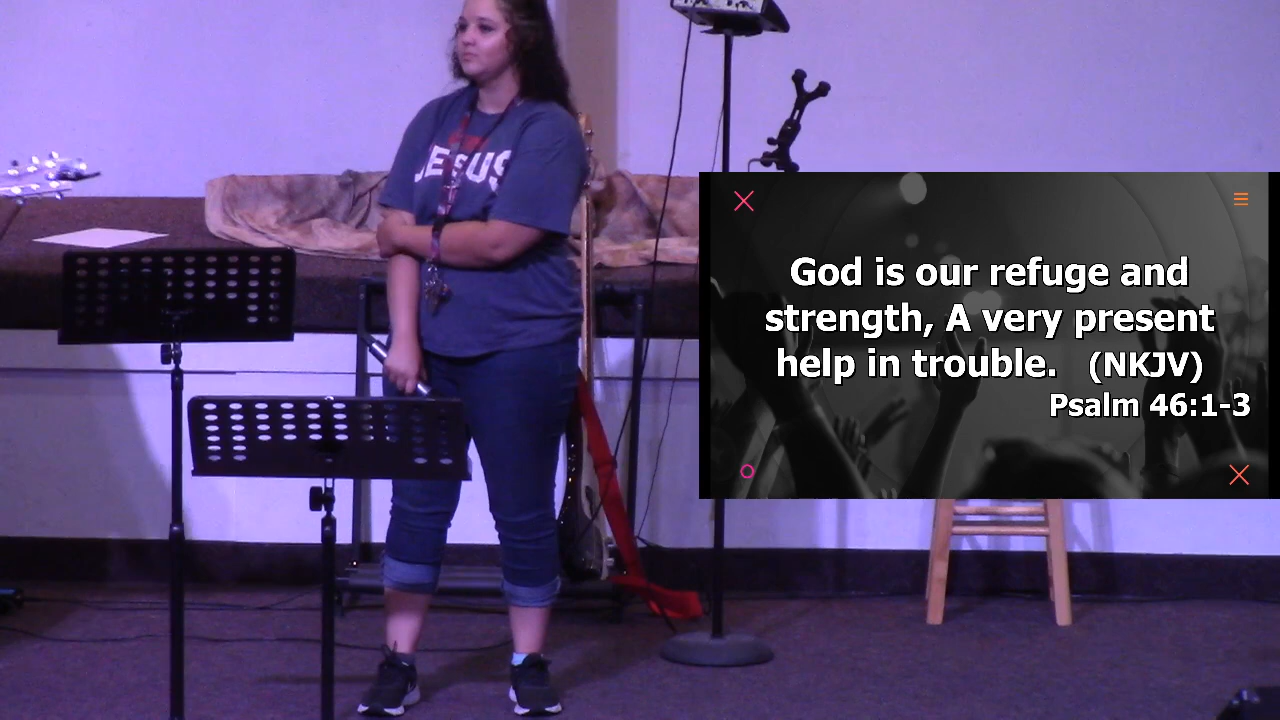 JESUS
God is our refuge and
strength, A very present
help in trouble. (NKJV)
Psalm 46:1-3